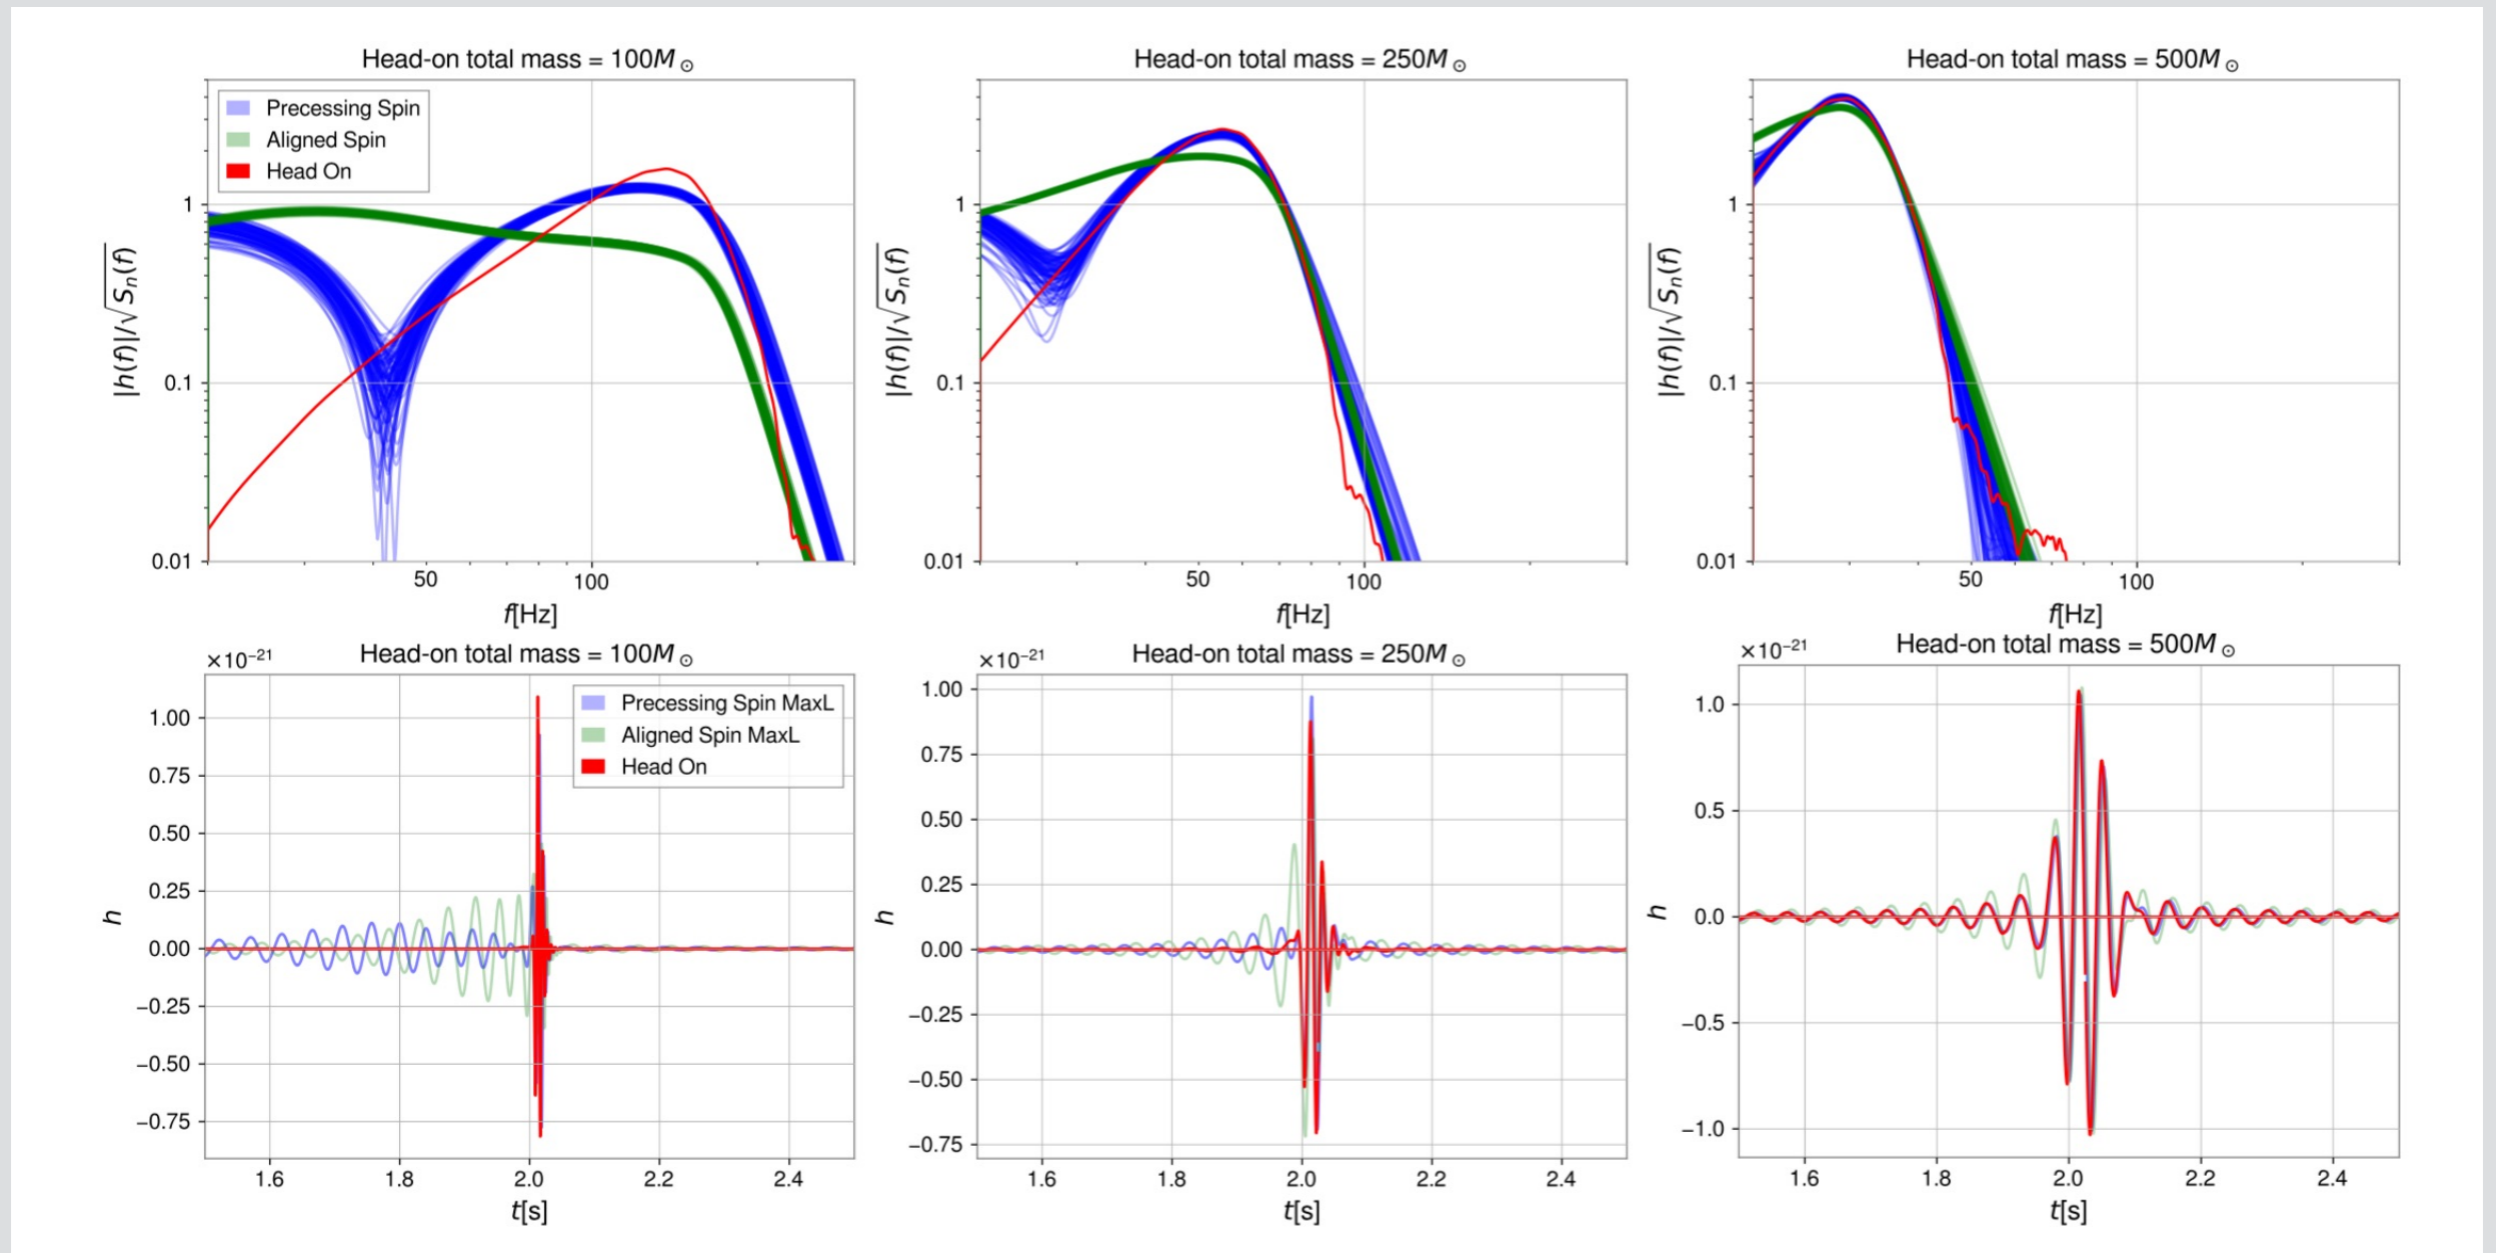 Head-on total mass = 100M⊙
Precessing Spin
Aligned Spin
Head On
1
0.1
0.01
|h(f)|/√Sn(f)
50
100
f[Hz]
Head-on total mass = 250M⊙
1
0.1
0.01
|h(f)|/√Sn(f)
50
100
f[Hz]
Head-on total mass = 500M⊙
1
0.1
0.01
|h(f)|/√Sn(f)
50
100
f[Hz]
×10−21
Head-on total mass = 100M⊙
Precessing Spin MaxL
Aligned Spin MaxL
Head On
1.00
0.75
0.50
0.25
0.00
−0.25
−0.50
−0.75
h
1.6
1.8
2.0
2.2
2.4
t[s]
×10−21
Head-on total mass = 250M⊙
1.00
0.75
0.50
0.25
0.00
−0.25
−0.50
−0.75
h
1.6
1.8
2.0
2.2
2.4
t[s]
×10−21
Head-on total mass = 500M⊙
1.0
0.5
0.0
−0.5
−1.0
h
1.6
1.8
2.0
2.2
2.4
t[s]